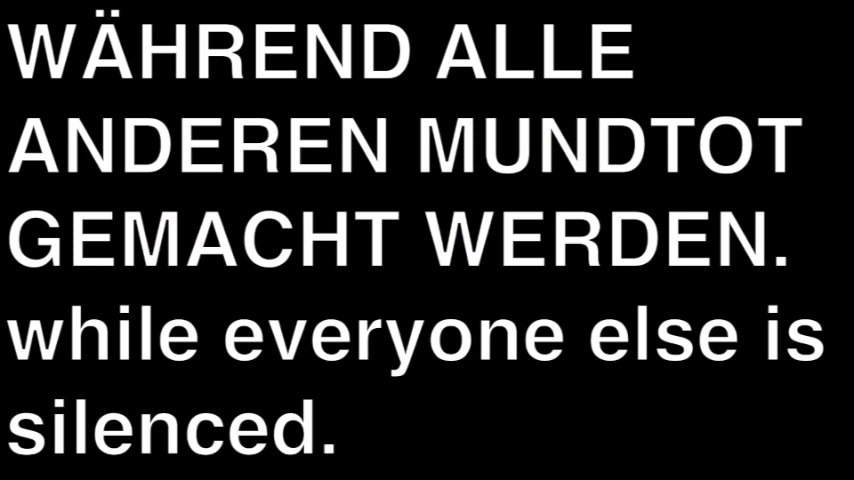 WÄHREND ALLE
ANDEREN MUNDTOT
GEMACHT WERDEN.
while everyone else is
silenced.